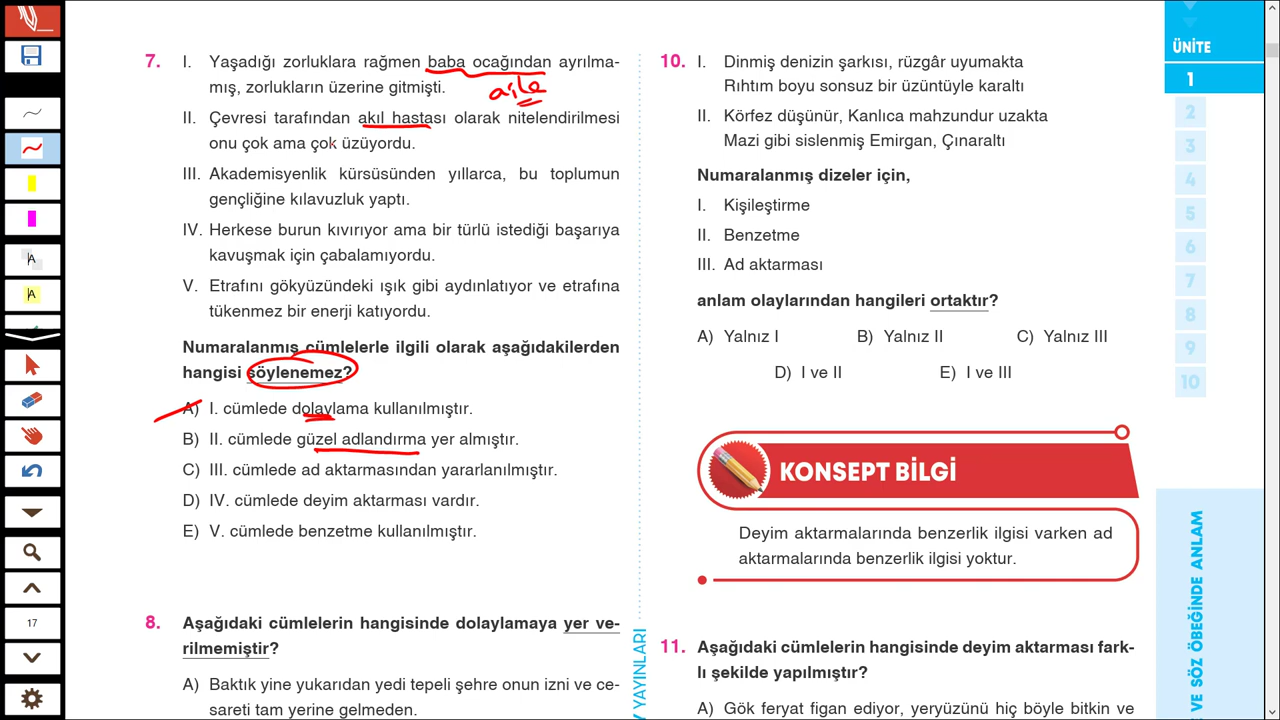 7. I. Yaşadığı zorluklara rağmen baba ocağından ayrılma-
mış, zorlukların üzerine gitmişti.
aile
II. Çevresi tarafından akıl hastası olarak nitelendirilmesi
onu çok ama çok üzüyordu.
III. Akademisyenlik kürsüsünden yıllarca, bu toplumun
gençliğine kılavuzluk yaptı.
IV. Herkese burun kıvırıyor ama bir türlü istediği başarıya
kavuşmak için çabalamıyordu.
V. Etrafını gökyüzündeki ışık gibi aydınlatıyor ve etrafına
tükenmez bir enerji katıyordu.
Numaralanmış cümlelerle ilgili olarak aşağıdakilerden
hangisi söylenemez?
A) I. cümlede dolaylama kullanılmıştır.
B) II. cümlede güzel adlandırma yer almıştır.
C) III. cümlede ad aktarmasından yararlanılmıştır.
D) IV. cümlede deyim aktarması vardır.
E) V. cümlede benzetme kullanılmıştır.
8. Aşağıdaki cümlelerin hangisinde dolaylamaya yer ve-
rilmemiştir?
A) Baktık yine yukarıdan yedi tepeli şehre onun izni ve ce-
sareti tam yerine gelmeden.
10. I. Dinmiş denizin şarkısı, rüzgâr uyumakta
Rıhtım boyu sonsuz bir üzüntüyle karaltı
II. Körfez düşünür, Kanlıca mahzundur uzakta
Mazi gibi sislenmiş Emirgan, Çınaraltı
Numaralanmış dizeler için,
I. Kişileştirme
II. Benzetme
III. Ad aktarması
anlam olaylarından hangileri ortaktır?
A) Yalnız I B) Yalnız II C) Yalnız III
D) I ve II E) I ve III
KONSEPT BİLGİ
Deyim aktarmalarında benzerlik ilgisi varken ad
aktarmalarında benzerlik ilgisi yoktur.
11. Aşağıdaki cümlelerin hangisinde deyim aktarması fark-
lı şekilde yapılmıştır?
A) Gök feryat figan ediyor, yeryüzünü hiç böyle bitkin ve
YAYINLARI
ÜNİTE
1
2
3
4
5
6
7
8
9
10
VE SÖZ ÖBEĞİNDE ANLAM
A
A
17